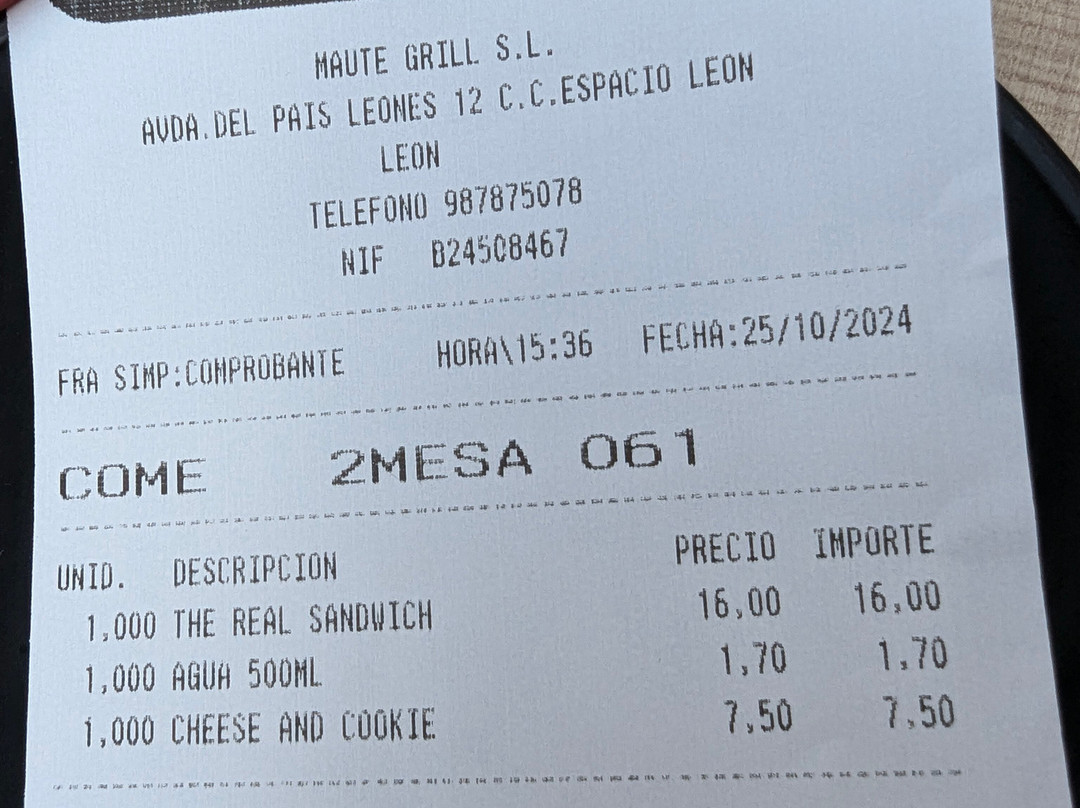 MAUTE GRILL S.L.
AVDA.DEL PAIS LEONES 12 C.C.ESPACIO LEON
LEON
TELEFONO 987875078
NIF B24508467
FRA SIMP:COMPROBANTE HORA\15:36 FECHA:25/10/2024
COME 2MESA 061
UNID. DESCRIPCION PRECIO IMPORTE
1,000 THE REAL SANDWICH 16,00 16,00
1,000 AGUA 500ML 1,70 1,70
1,000 CHEESE AND COOKIE 7,50 7,50